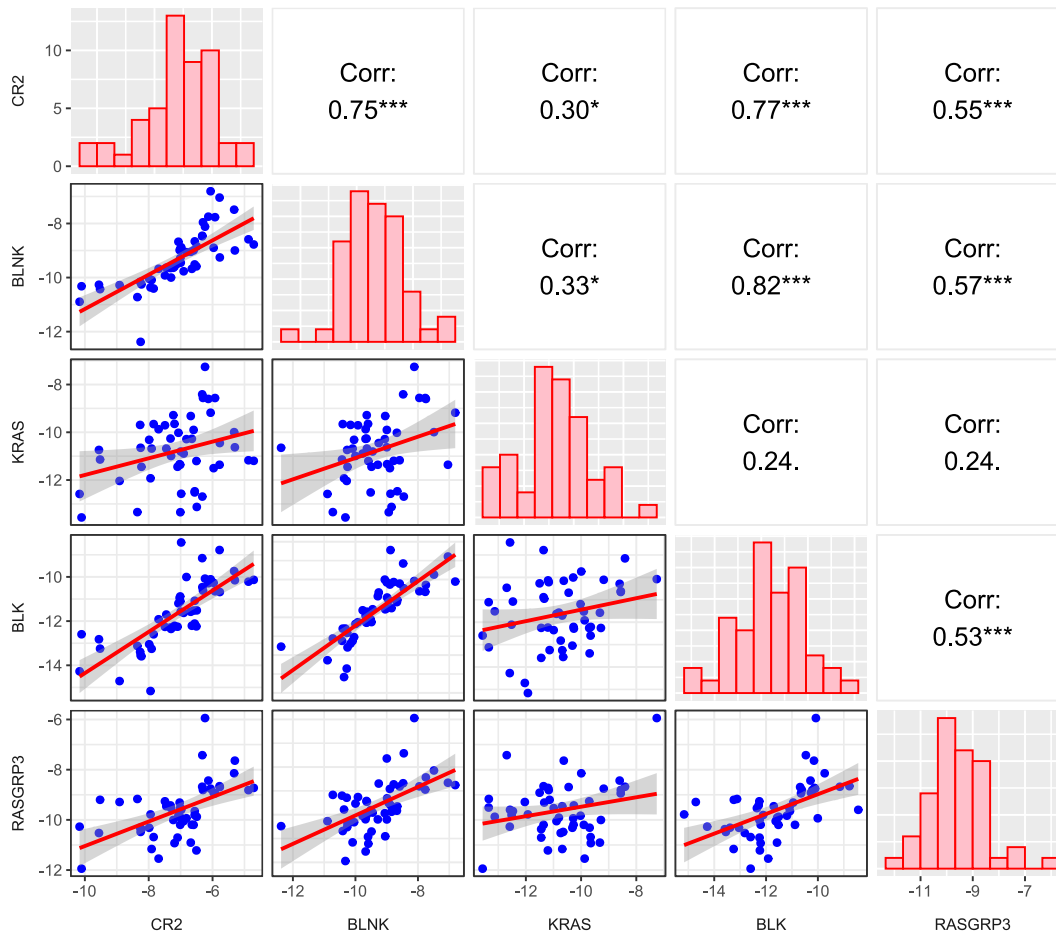 CR2
10
5
0
Corr:
0.75***
Corr:
0.30*
Corr:
0.77***
Corr:
0.55***
BLNK
-8
-10
-12
Corr:
0.33*
Corr:
0.82***
Corr:
0.57***
KRAS
-8
-10
-12
Corr:
0.24.
Corr:
0.24.
BLK
-10
-12
-14
Corr:
0.53***
RASGRP3
-6
-8
-10
-12
-10 -8 -6
-12 -10 -8
-12 -10 -8
-14 -12 -10
-11 -9 -7
CR2 BLNK KRAS BLK RASGRP3